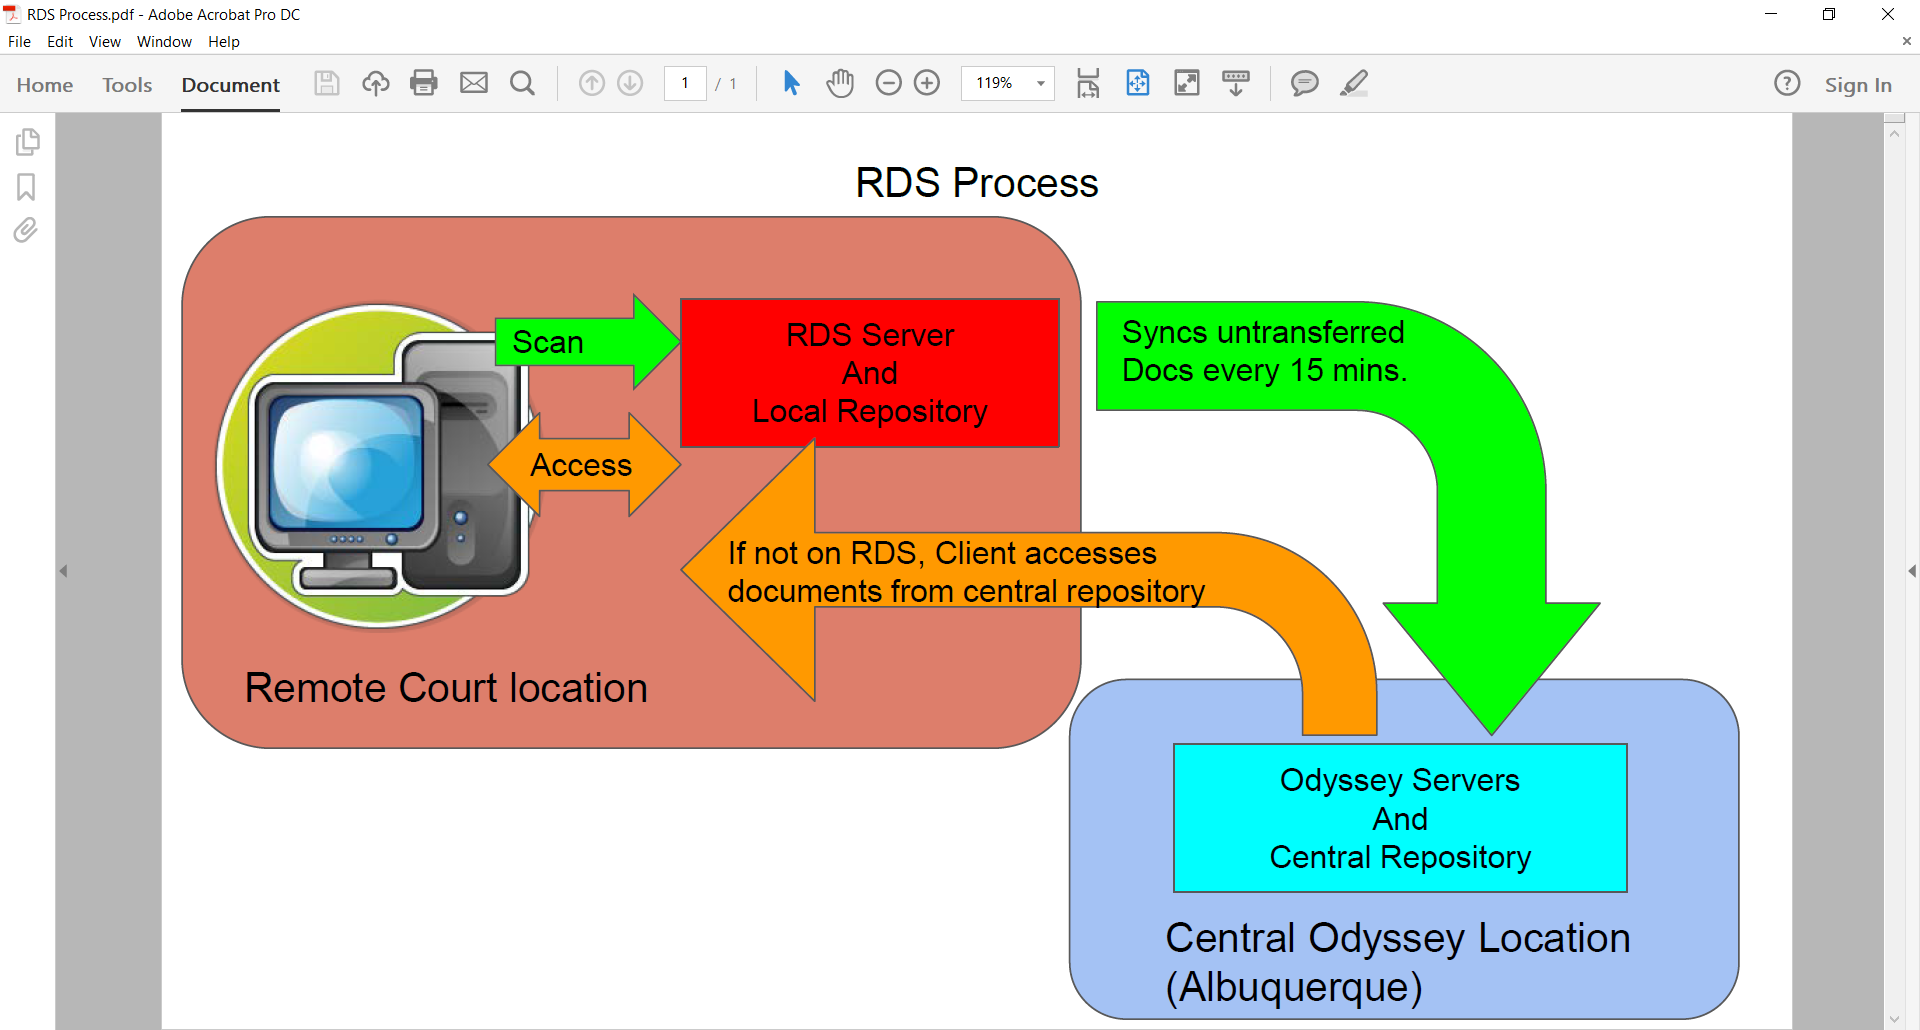 RDS Process.pdf - Adobe Acrobat Pro DC
File Edit View Window Help
Home Tools Document 1 / 1 119% Sign In
RDS Process
Scan
RDS Server
And
Local Repository
Syncs untransferred
Docs every 15 mins.
Access
If not on RDS, Client accesses
documents from central repository
Remote Court location
Odyssey Servers
And
Central Repository
Central Odyssey Location
(Albuquerque)